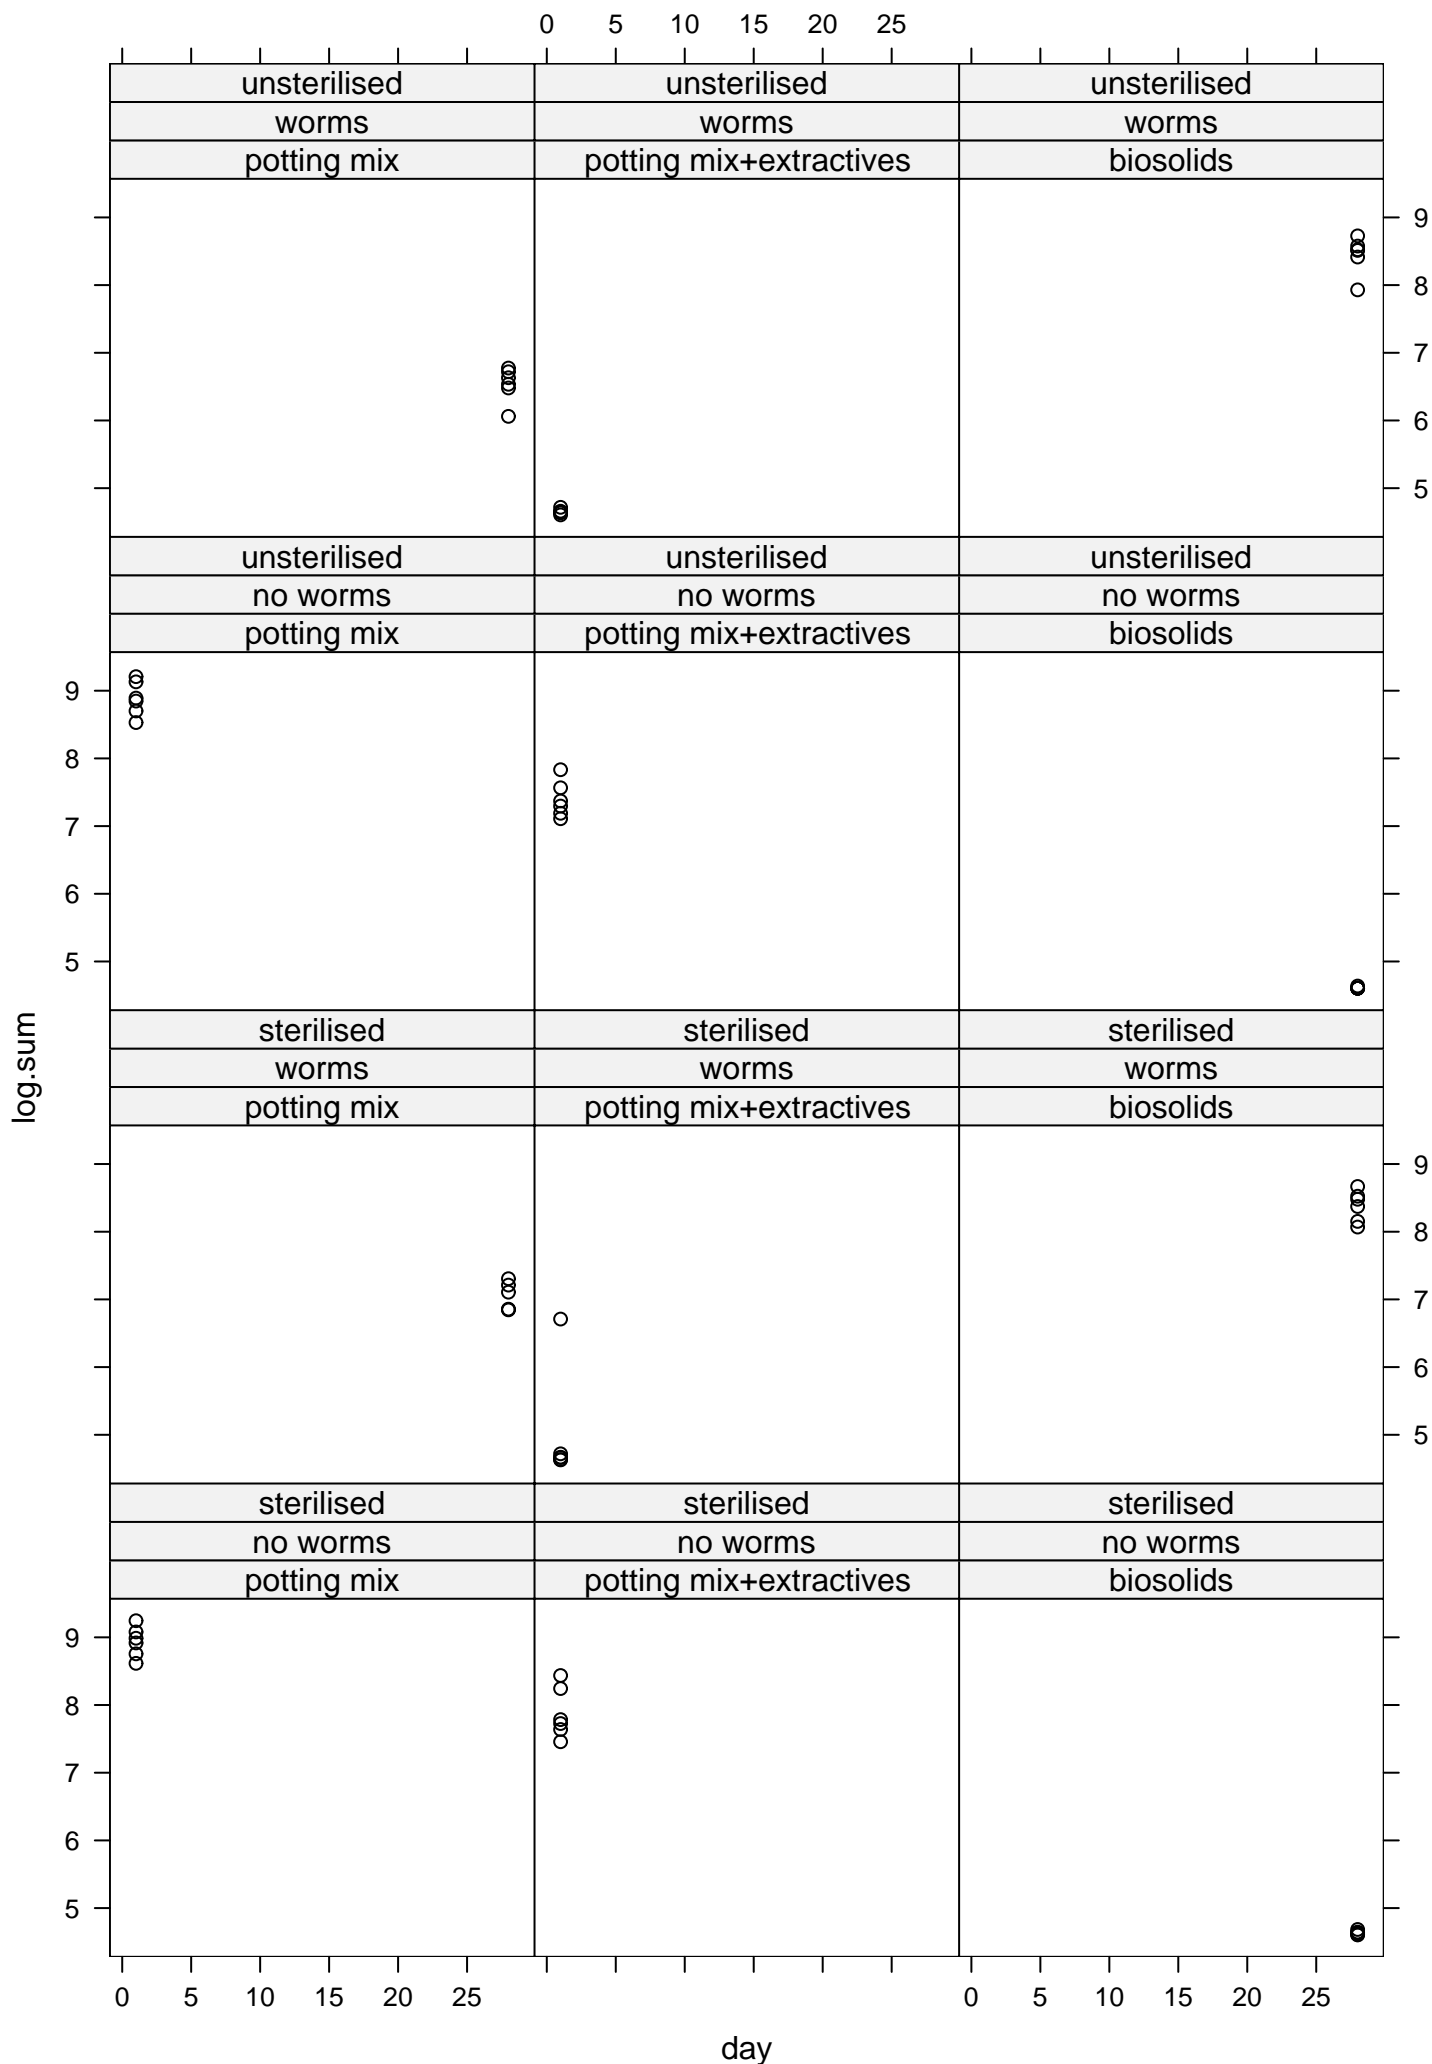 0 5 10 15 20 25
unsterilised unsterilised unsterilised
worms worms worms
potting mix potting mix+extractives biosolids
9
8
7
6
5
unsterilised unsterilised unsterilised
no worms no worms no worms
potting mix potting mix+extractives biosolids
9
8
7
6
5
log.sum
sterilised sterilised sterilised
worms worms worms
potting mix potting mix+extractives biosolids
9
8
7
6
5
sterilised sterilised sterilised
no worms no worms no worms
potting mix potting mix+extractives biosolids
9
8
7
6
5
0 5 10 15 20 25 0 5 10 15 20 25
day